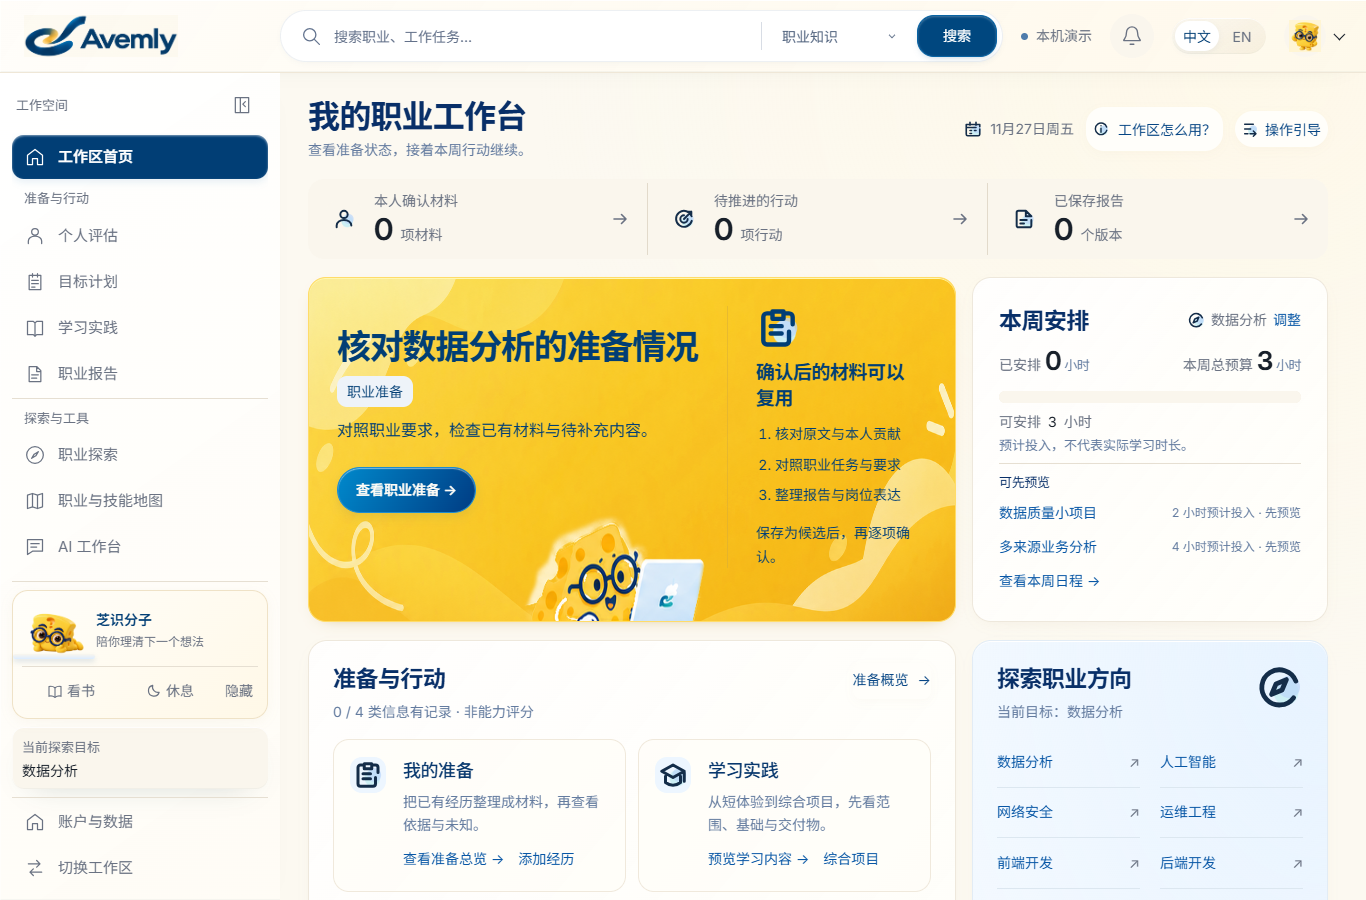 Avemly
搜索职业、工作任务...
职业知识
搜索
本机演示
中文
EN
工作空间
工作区首页
准备与行动
个人评估
目标计划
学习实践
职业报告
探索与工具
职业探索
职业与技能地图
AI 工作台
芝识分子
陪你理清下一个想法
看书
休息
隐藏
当前探索目标
数据分析
账户与数据
切换工作区
我的职业工作台
查看准备状态，接着本周行动继续。
11月27日周五
工作区怎么用？
操作引导
本人确认材料
0 项材料
待推进的行动
0 项行动
已保存报告
0 个版本
核对数据分析的准备情况
职业准备
对照职业要求，检查已有材料与待补充内容。
查看职业准备 →
确认后的材料可以
复用
1. 核对原文与本人贡献
2. 对照职业任务与要求
3. 整理报告与岗位表达
保存为候选后，再逐项确
认。
本周安排
数据分析 调整
已安排 0 小时
本周总预算 3 小时
可安排 3 小时
预计投入，不代表实际学习时长。
可先预览
数据质量小项目
2 小时预计投入 · 先预览
多来源业务分析
4 小时预计投入 · 先预览
查看本周日程 →
准备与行动
准备概览 →
0 / 4 类信息有记录 · 非能力评分
我的准备
把已有经历整理成材料，再查看
依据与未知。
查看准备总览 → 添加经历
学习实践
从短体验到综合项目，先看范
围、基础与交付物。
预览学习内容 → 综合项目
探索职业方向
当前目标：数据分析
数据分析
人工智能
网络安全
运维工程
前端开发
后端开发